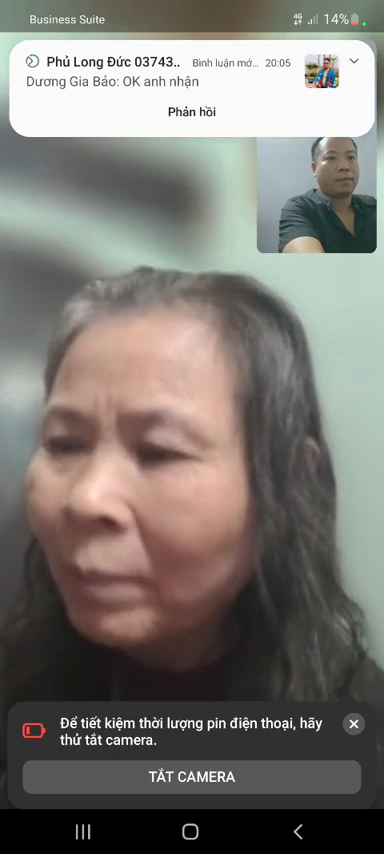 Business Suite
14%
Phủ Long Đức 03743.. Bình luận mớ... 20:05
Dương Gia Bảo: OK anh nhận
Phản hồi
Để tiết kiệm thời lượng pin điện thoại, hãy
thử tắt camera.
TẮT CAMERA